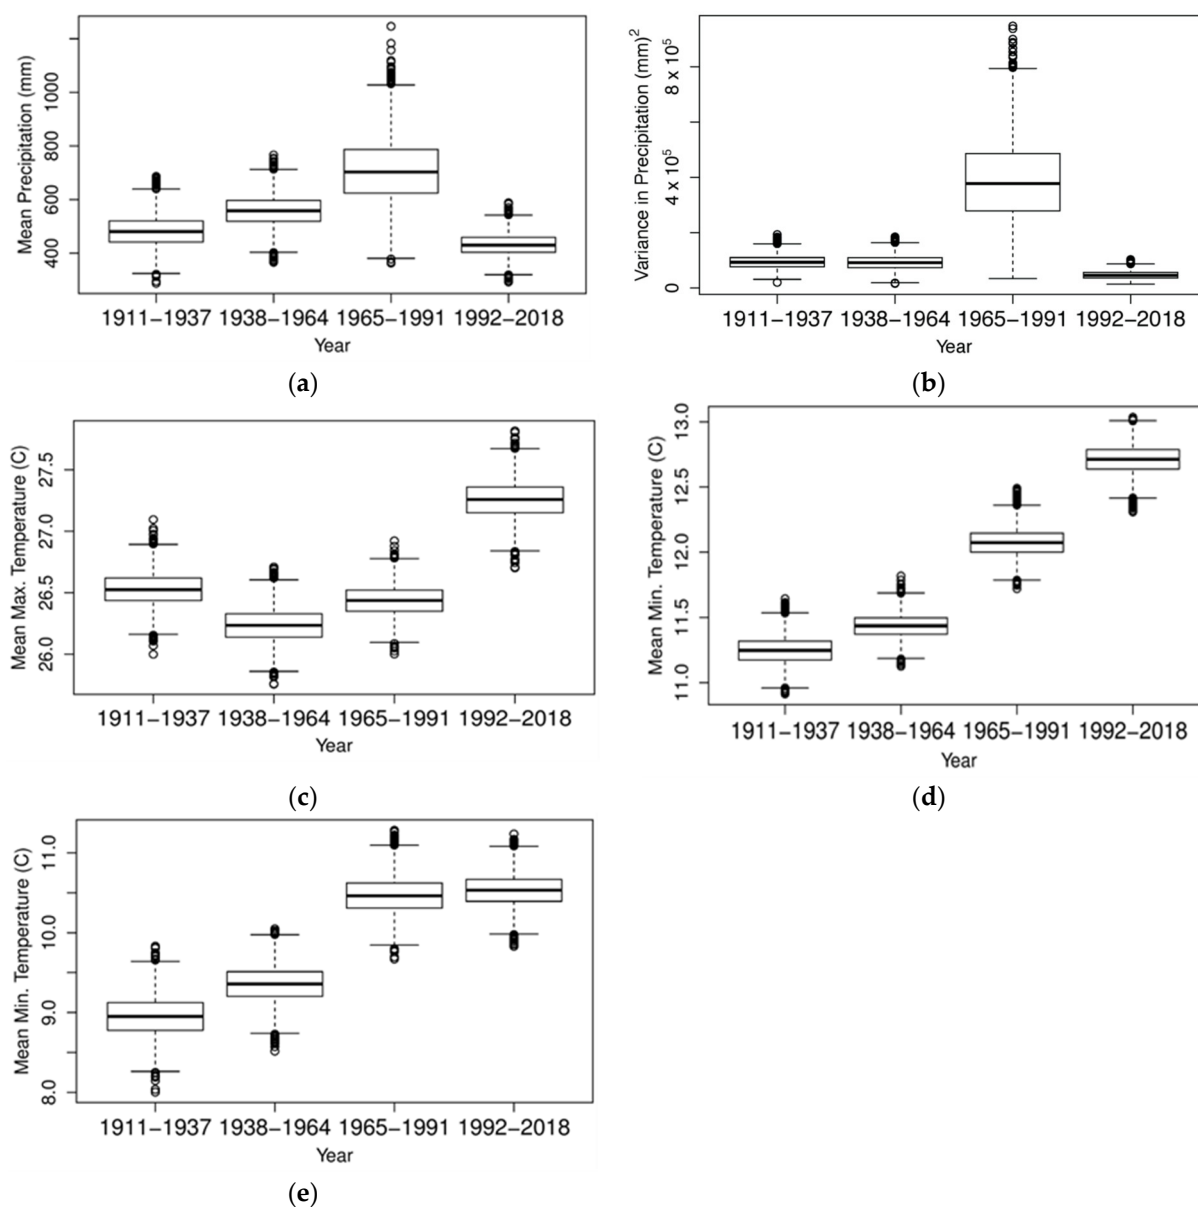 Mean Precipitation (mm)
400 600 800 1000
1911–1937 1938–1964 1965–1991 1992–2018
Year
(a)
Variance in Precipitation (mm)2
0 4 x 10^5 8 x 10^5
1911–1937 1938–1964 1965–1991 1992–2018
Year
(b)
Mean Max. Temperature (C)
26.0 26.5 27.0 27.5
1911–1937 1938–1964 1965–1991 1992–2018
Year
(c)
Mean Min. Temperature (C)
11.0 11.5 12.0 12.5 13.0
1911–1937 1938–1964 1965–1991 1992–2018
Year
(d)
Mean Min. Temperature (C)
8.0 9.0 10.0 11.0
1911–1937 1938–1964 1965–1991 1992–2018
Year
(e)